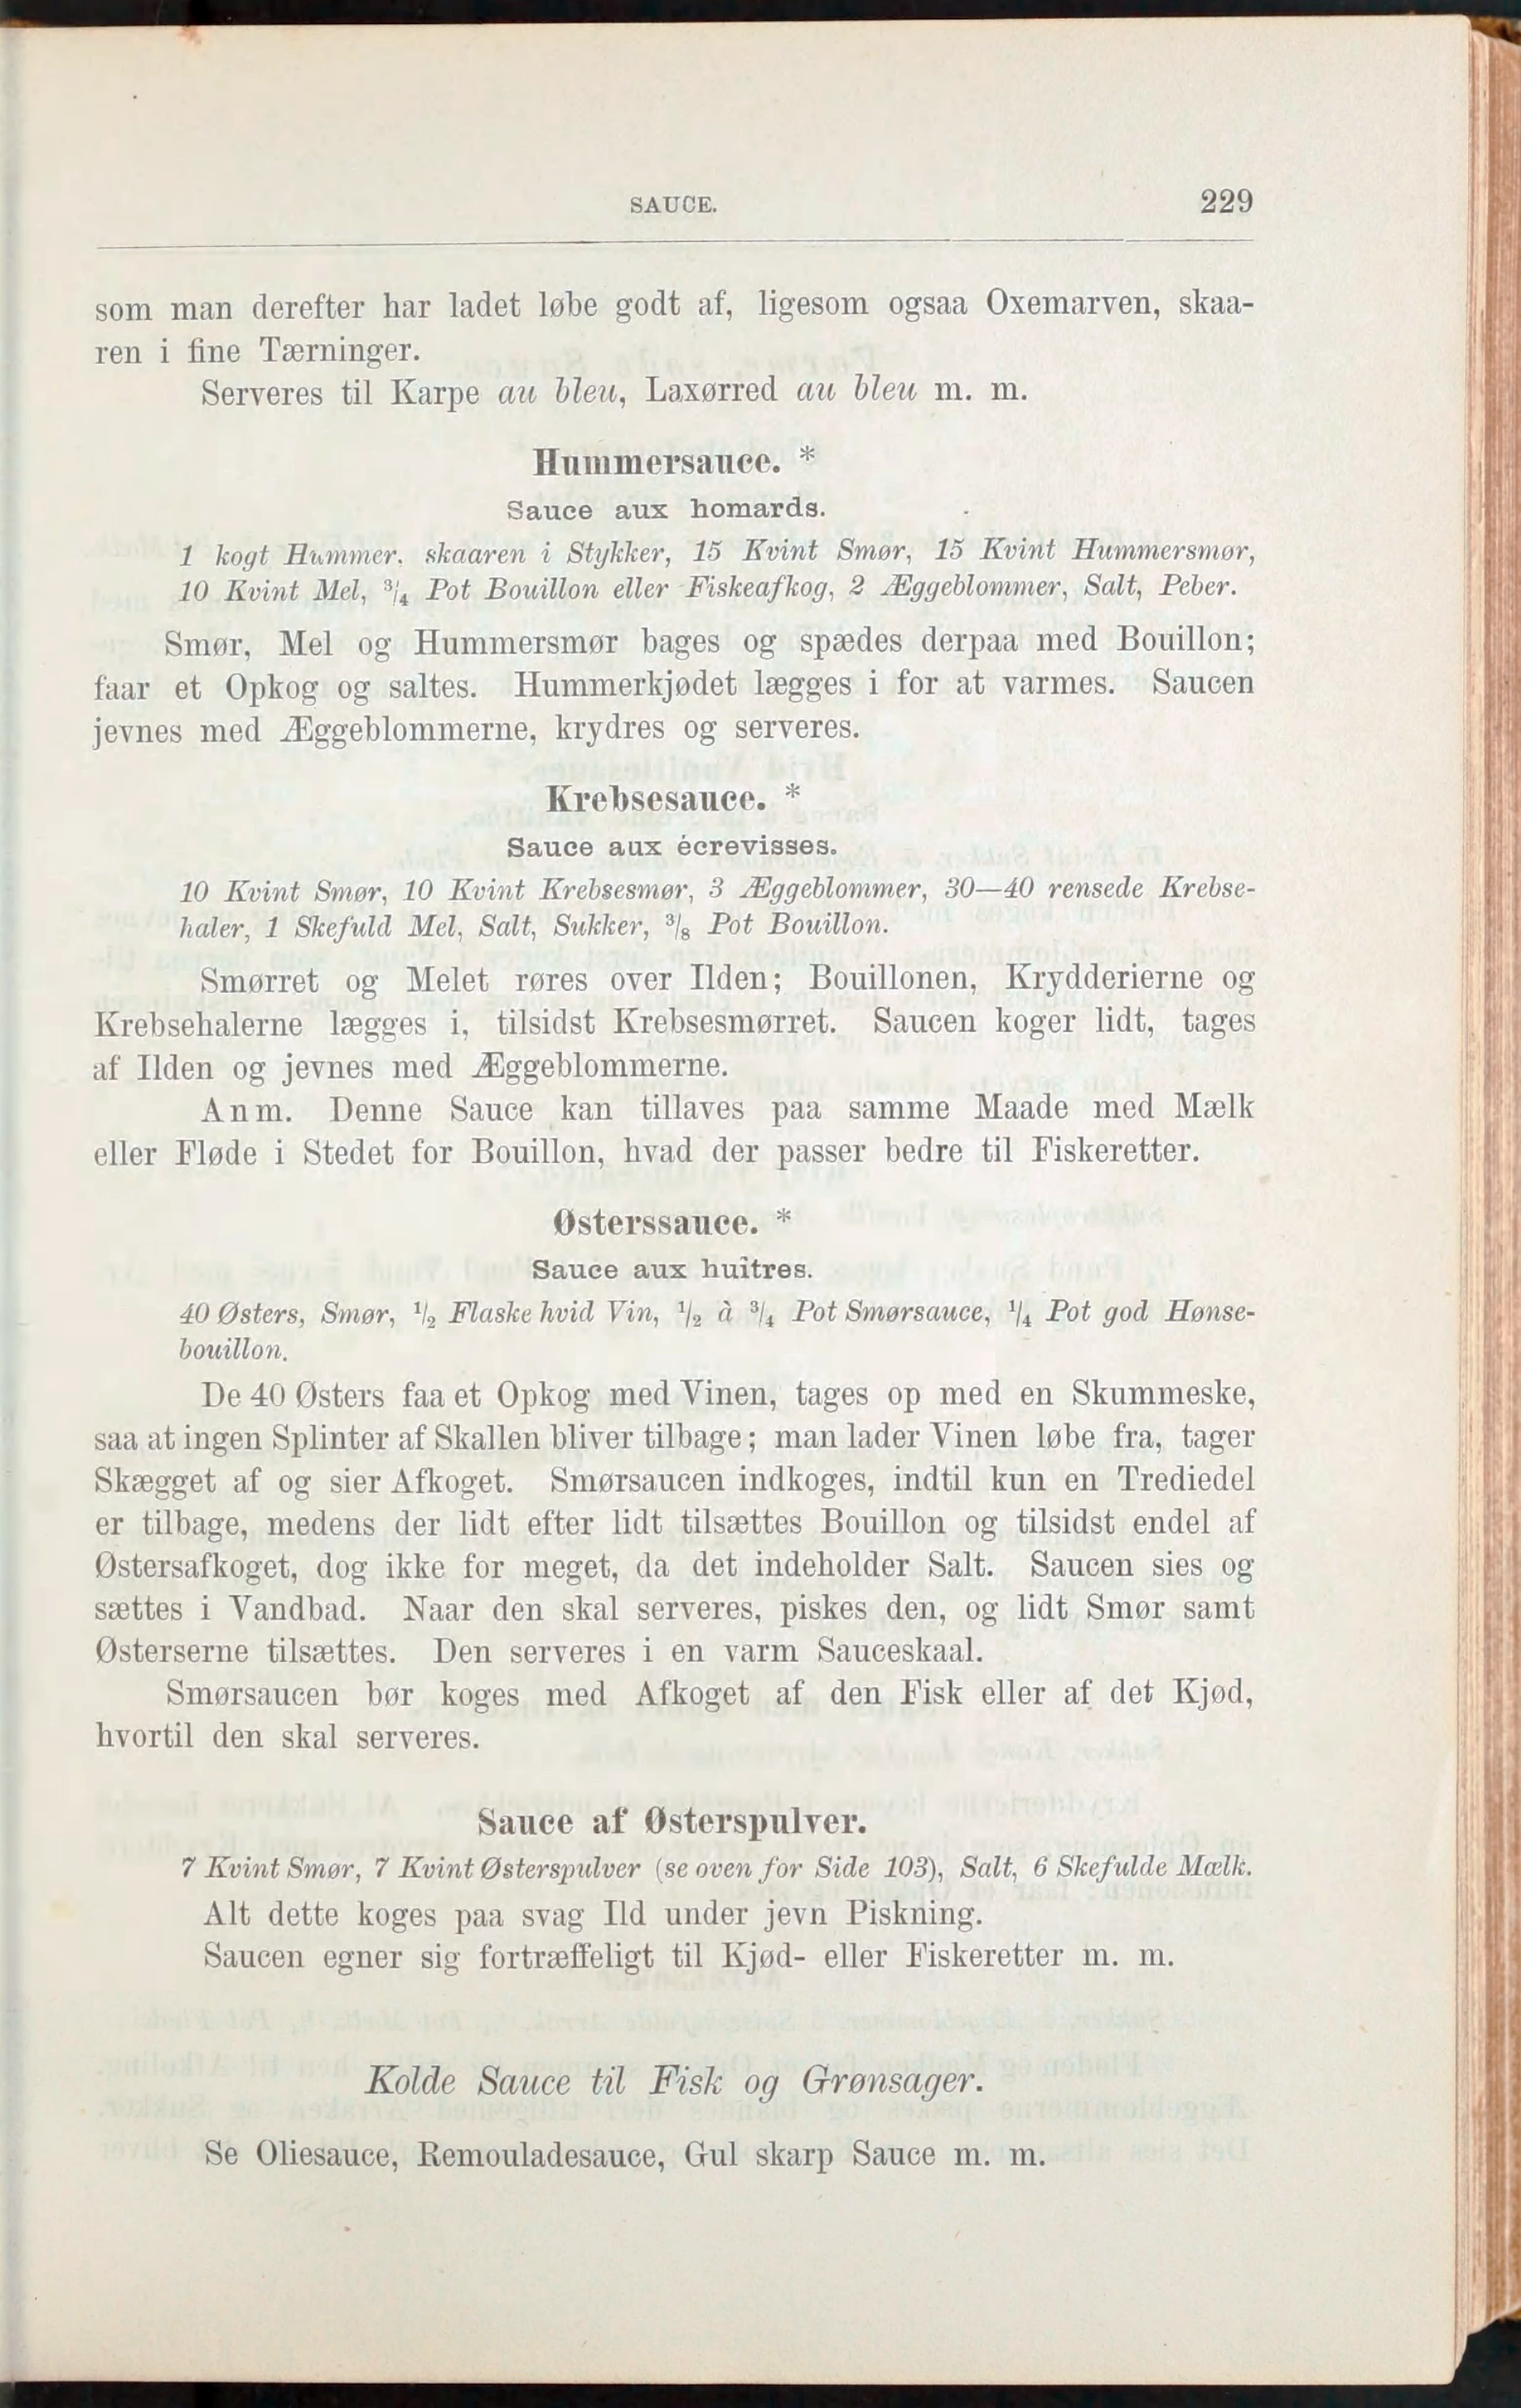 SAUCE. 229
som man derefter har ladet løbe godt af, ligesom ogsaa Oxemarven, skaa-
ren i fine Tærninger.
Serveres til Karpe au bleu, Laxørred au bleu m. m.
Hummersauce. *
Sauce aux homards.
1 kogt Hummer, skaaren i Stykker, 15 Kvint Smør, 15 Kvint Hummersmør,
10 Kvint Mel, 3/4 Pot Bouillon eller Fiskeafkog, 2 Æggeblommer, Salt, Peber.
Smør, Mel og Hummersmør bages og spædes derpaa med Bouillon;
faar et Opkog og saltes. Hummerkjødet lægges i for at varmes. Saucen
jevnes med Æggeblommerne, krydres og serveres.
Krebsesauce. *
Sauce aux écrevisses.
10 Kvint Smør, 10 Kvint Krebsesmør, 3 Æggeblommer, 30—40 rensede Krebse-
haler, 1 Skefuld Mel, Salt, Sukker, 3/8 Pot Bouillon.
Smørret og Melet røres over Ilden; Bouillonen, Krydderierne og
Krebsehalerne lægges i, tilsidst Krebsesmørret. Saucen koger lidt, tages
af Ilden og jevnes med Æggeblommerne.
Anm. Denne Sauce kan tillaves paa samme Maade med Mælk
eller Fløde i Stedet for Bouillon, hvad der passer bedre til Fiskeretter.
Østerssauce. *
Sauce aux huîtres.
40 Østers, Smør, 1/2 Flaske hvid Vin, 1/2 à 3/4 Pot Smørsauce, 1/4 Pot god Hønse-
bouillon.
De 40 Østers faa et Opkog med Vinen, tages op med en Skummeske,
saa at ingen Splinter af Skallen bliver tilbage; man lader Vinen løbe fra, tager
Skægget af og sier Afkoget. Smørsaucen indkoges, indtil kun en Trediedel
er tilbage, medens der lidt efter lidt tilsættes Bouillon og tilsidst endel af
Østersafkoget, dog ikke for meget, da det indeholder Salt. Saucen sies og
sættes i Vandbad. Naar den skal serveres, piskes den, og lidt Smør samt
Østerserne tilsættes. Den serveres i en varm Sauceskaal.
Smørsaucen bør koges med Afkoget af den Fisk eller af det Kjød,
hvortil den skal serveres.
Sauce af Østerspulver.
7 Kvint Smør, 7 Kvint Østerspulver (se oven for Side 103), Salt, 6 Skefulde Mælk.
Alt dette koges paa svag Ild under jevn Piskning.
Saucen egner sig fortræffeligt til Kjød- eller Fiskeretter m. m.
Kolde Sauce til Fisk og Grønsager.
Se Oliesauce, Remouladesauce, Gul skarp Sauce m. m.